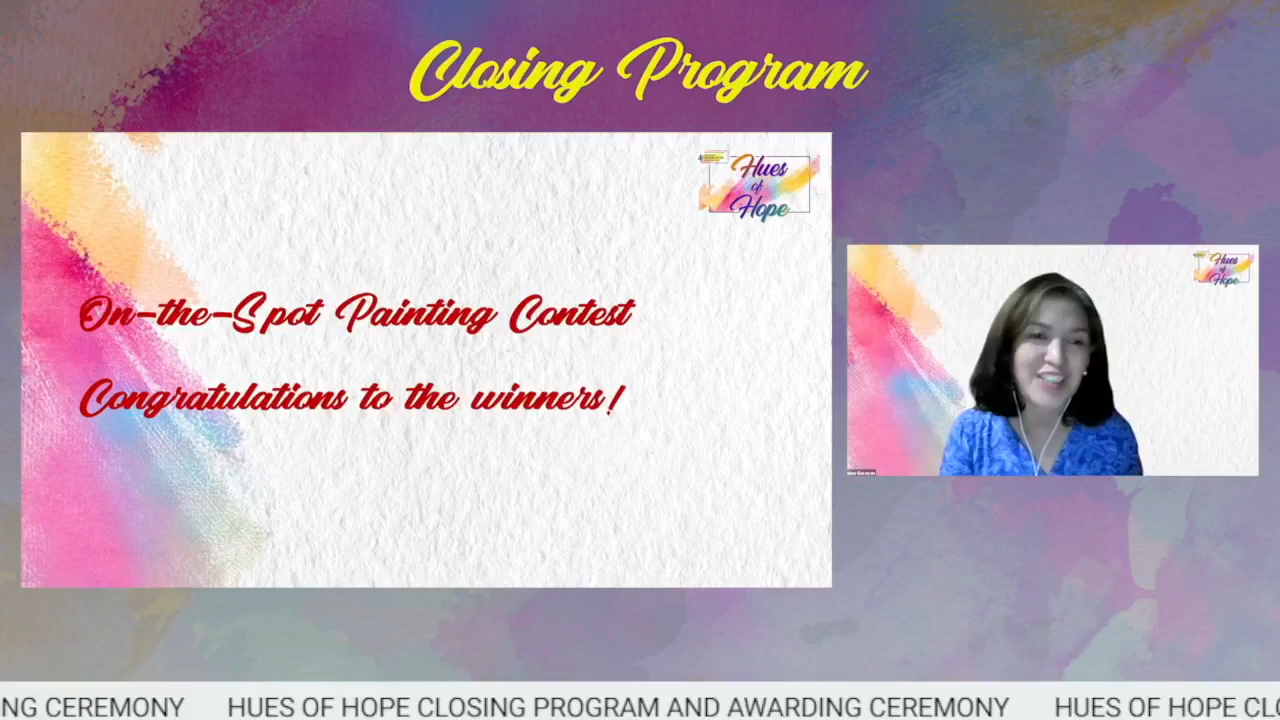 Closing Program
Hues
of
Hope
On-the-Spot Painting Contest
Congratulations to the winners!
Hues
of
Hope
NG CEREMONY HUES OF HOPE CLOSING PROGRAM AND AWARDING CEREMONY HUES OF HOPE CLO